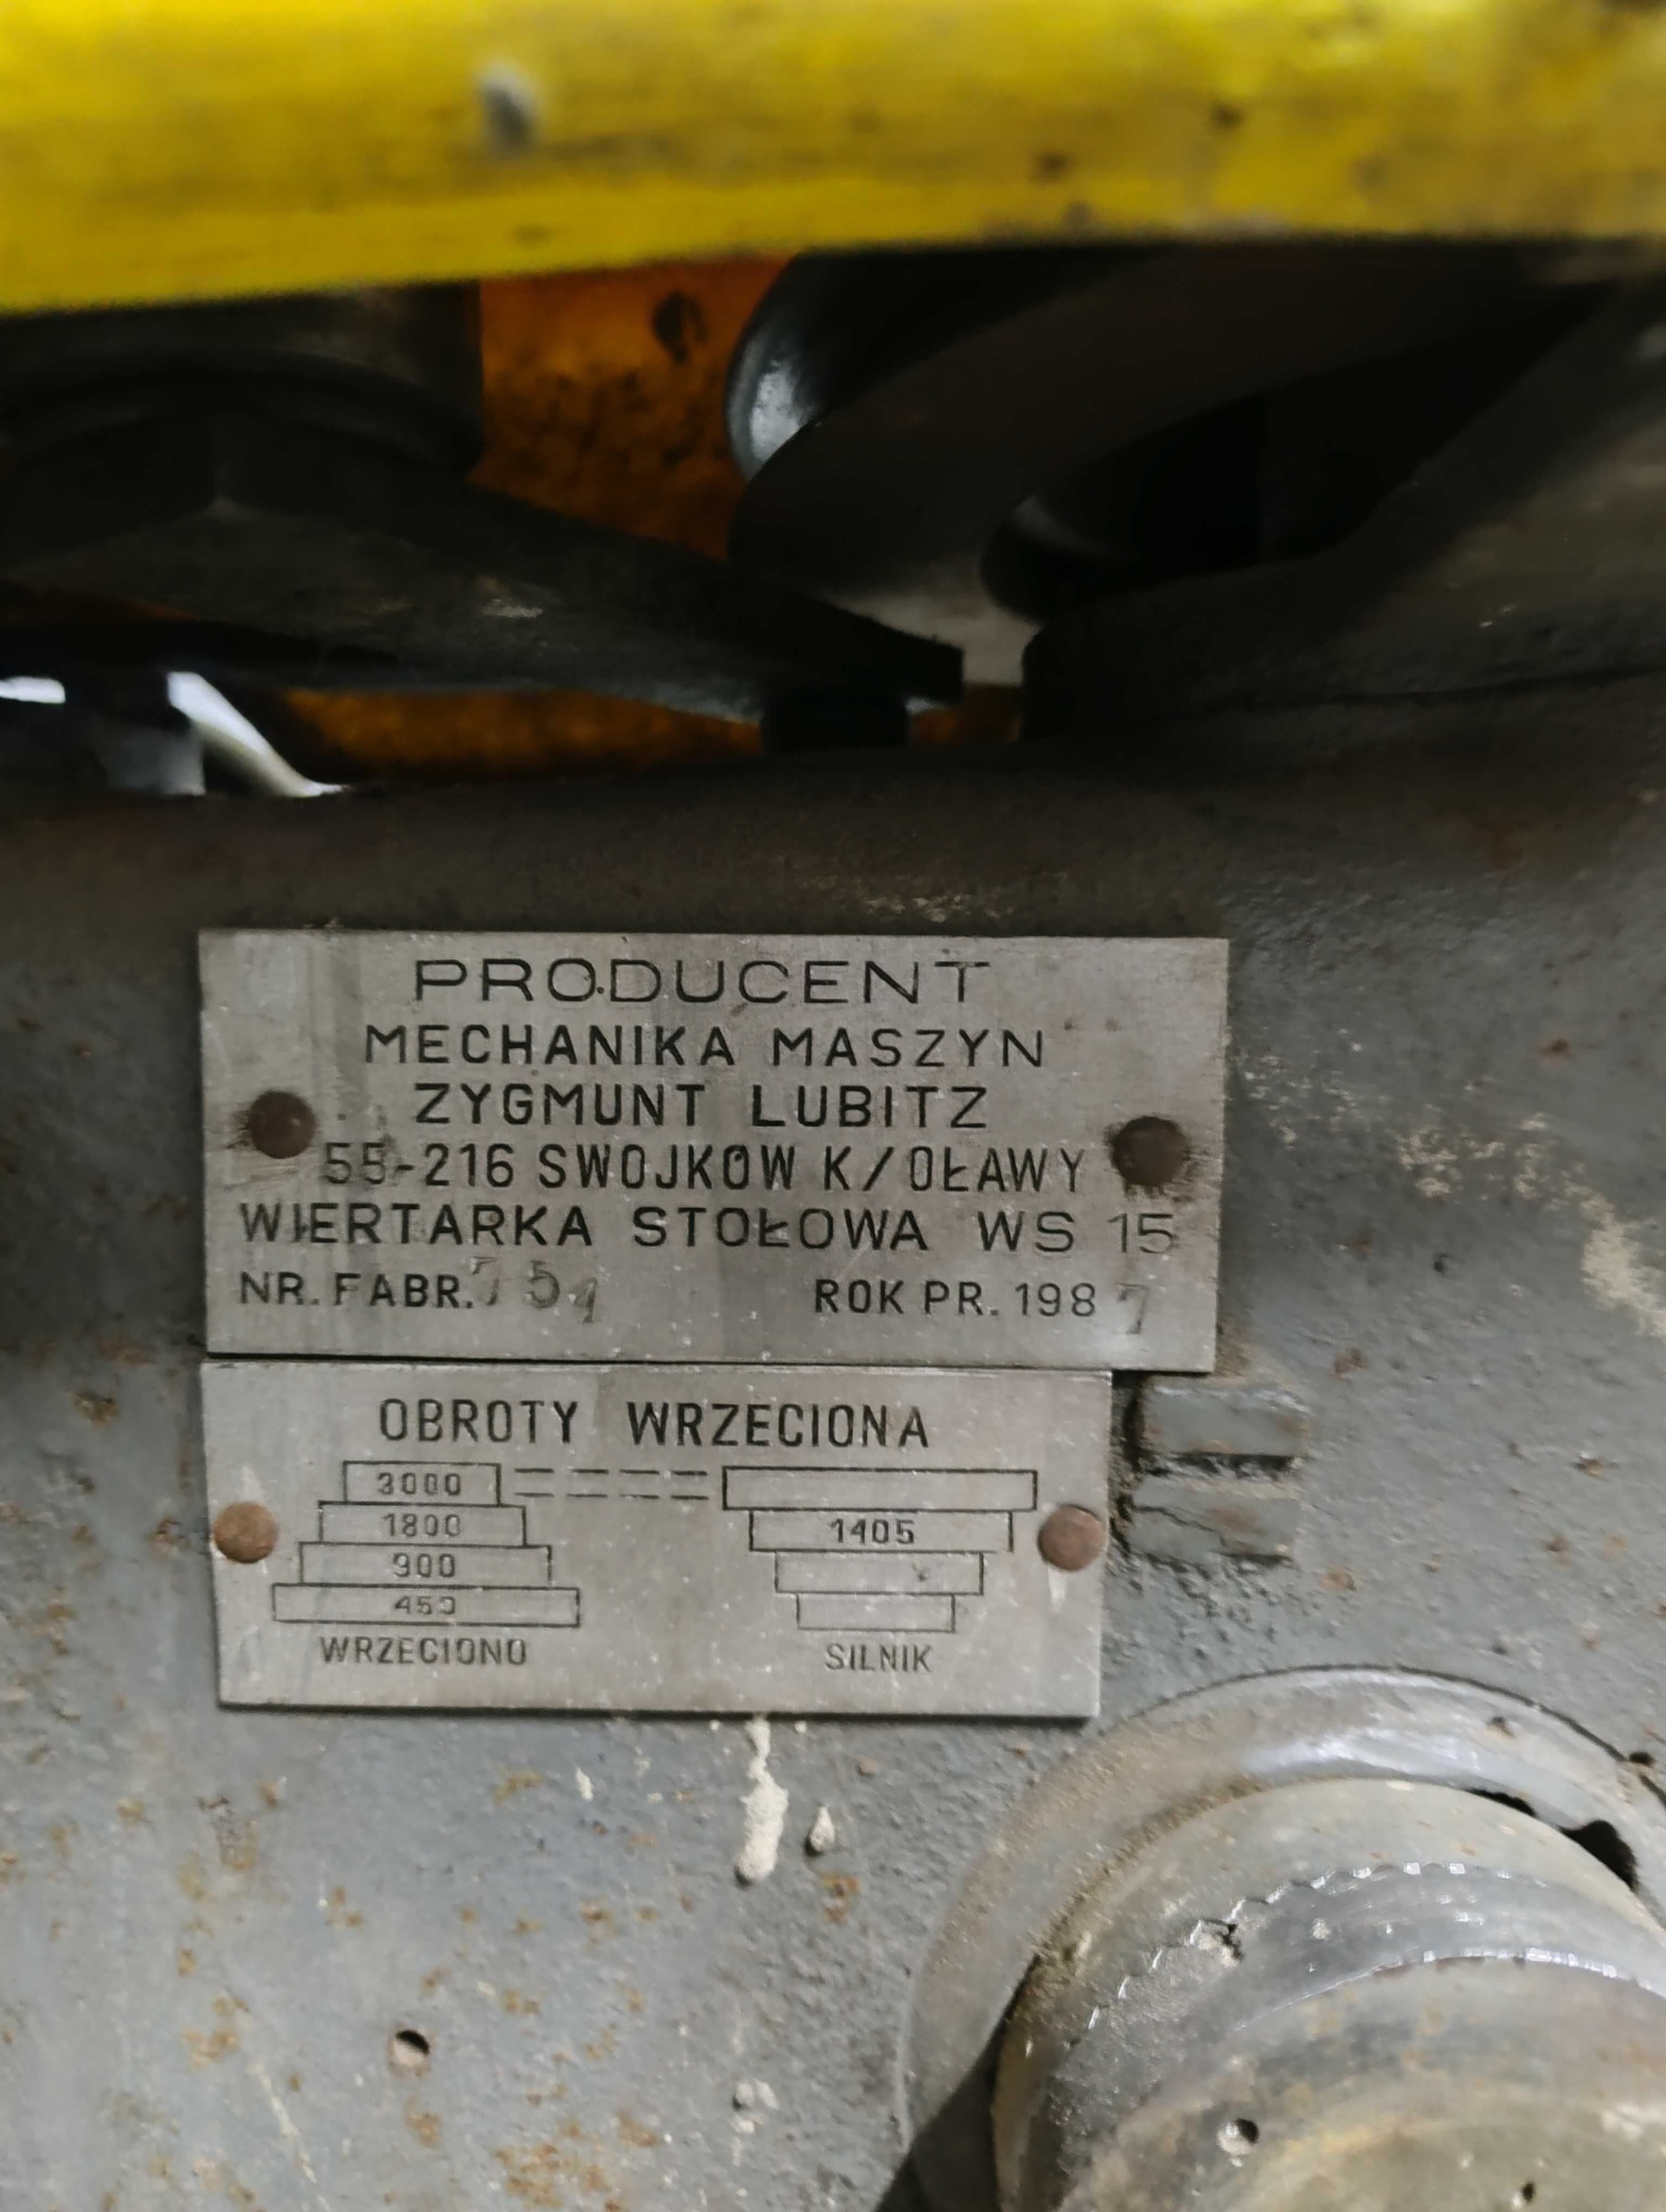 PRODUCENT
MECHANIKA MASZYN
ZYGMUNT LUBITZ
55-216 SWOJKOW K/OŁAWY
WIERTARKA STOŁOWA WS 15
NR. FABR. ROK PR. 1987
OBROTY WRZECIONA
3000
1800 1405
900
450
WRZECIONO SILNIK